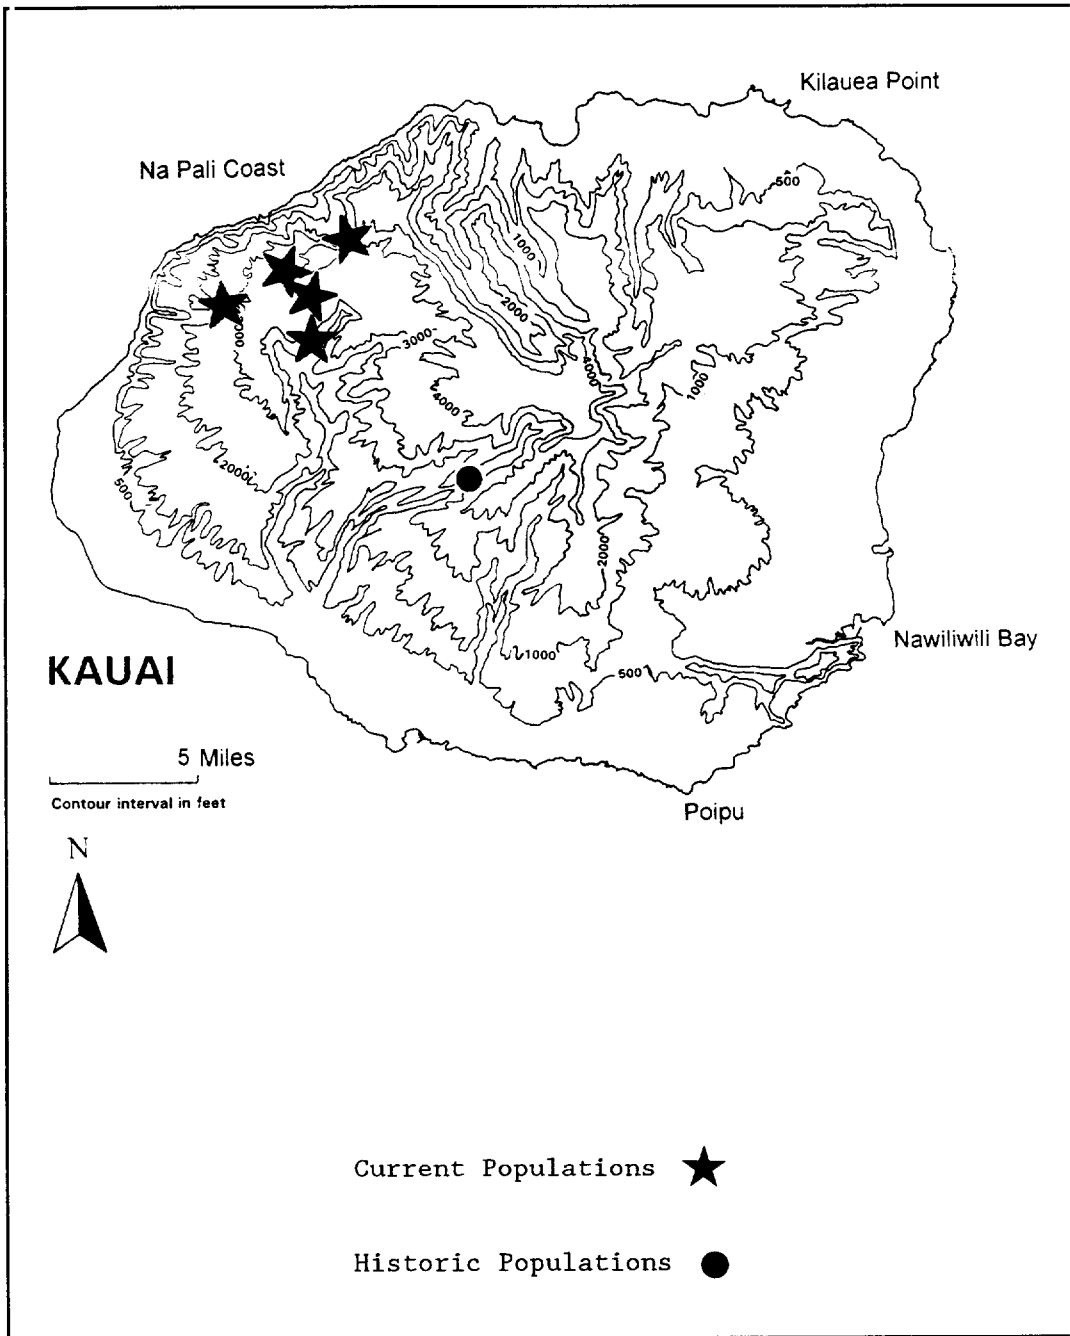 Kilauea Point
Na Pali Coast
500
1000
2000
3000
4000
4000
1000
000
2000
500
2000
1000
500
Nawiliwili Bay
KAUAI
5 Miles
Contour interval in feet
Poipu
N
Current Populations
Historic Populations